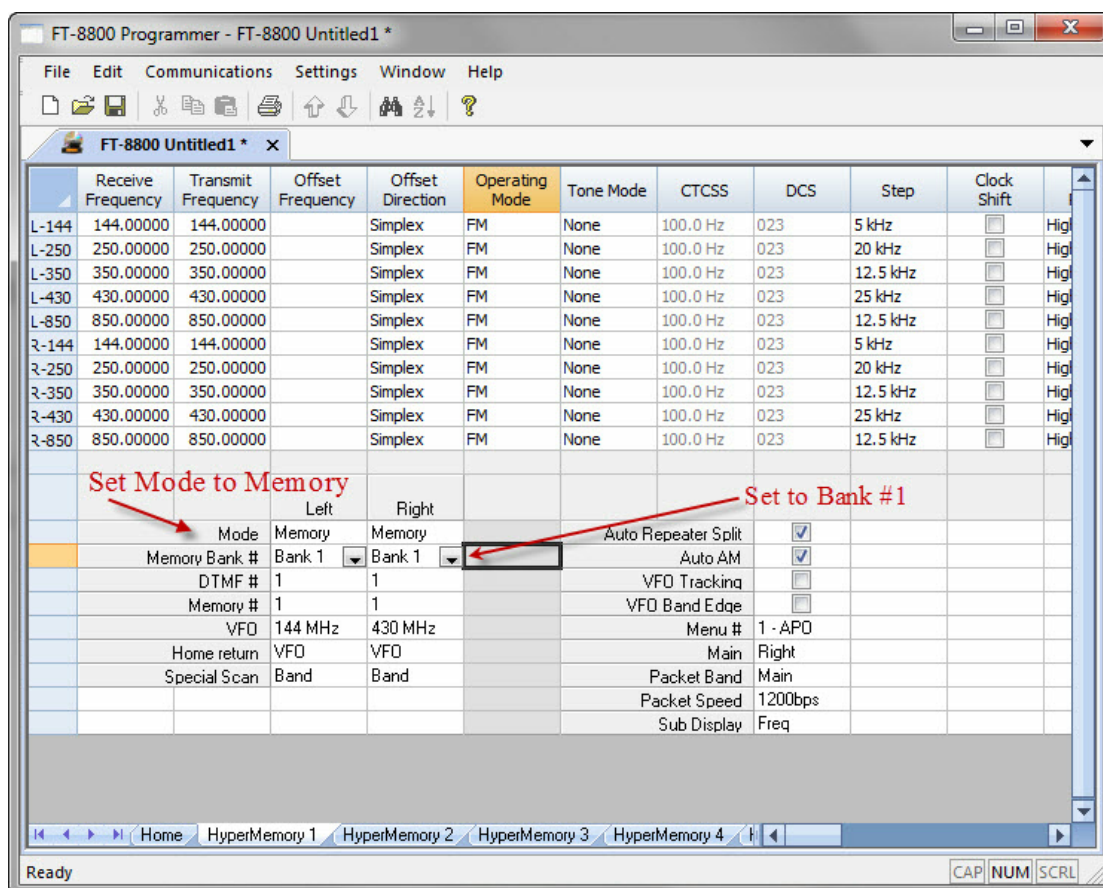 FT-8800 Programmer - FT-8800 Untitled1 *
File Edit Communications Settings Window Help
FT-8800 Untitled1 * x
Receive Frequency Transmit Frequency Offset Frequency Offset Direction Operating Mode Tone Mode CTCSS DCS Step Clock Shift
L-144 144.00000 144.00000 Simplex FM None 100.0 Hz 023 5 kHz
L-250 250.00000 250.00000 Simplex FM None 100.0 Hz 023 20 kHz
L-350 350.00000 350.00000 Simplex FM None 100.0 Hz 023 12.5 kHz
L-430 430.00000 430.00000 Simplex FM None 100.0 Hz 023 25 kHz
L-850 850.00000 850.00000 Simplex FM None 100.0 Hz 023 12.5 kHz
R-144 144.00000 144.00000 Simplex FM None 100.0 Hz 023 5 kHz
R-250 250.00000 250.00000 Simplex FM None 100.0 Hz 023 20 kHz
R-350 350.00000 350.00000 Simplex FM None 100.0 Hz 023 12.5 kHz
R-430 430.00000 430.00000 Simplex FM None 100.0 Hz 023 25 kHz
R-850 850.00000 850.00000 Simplex FM None 100.0 Hz 023 12.5 kHz
Set Mode to Memory
Set to Bank #1
Left Right
Mode Memory Memory Auto Repeater Split
Memory Bank # Bank 1 Bank 1 Auto AM
DTMF # 1 1 VFO Tracking
Memory # 1 1 VFO Band Edge
VFO 144 MHz 430 MHz Menu # 1 - APO
Home return VFO VFO Main Right
Special Scan Band Band Packet Band Main
Packet Speed 1200bps
Sub Display Freq
Home HyperMemory 1 HyperMemory 2 HyperMemory 3 HyperMemory 4
Ready CAP NUM SCRL